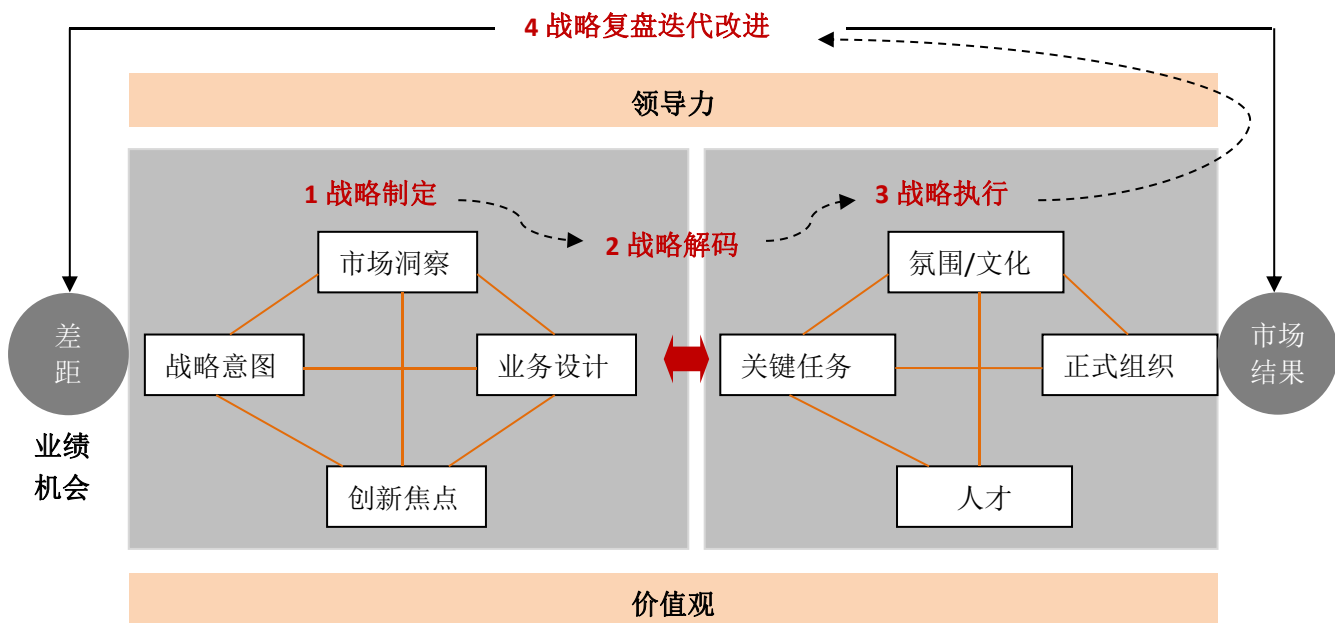 4 战略复盘迭代改进
领导力
1 战略制定
3 战略执行
2 战略解码
市场洞察
氛围/文化
差
距
战略意图
业务设计
关键任务
正式组织
市场
结果
业绩
机会
创新焦点
人才
价值观